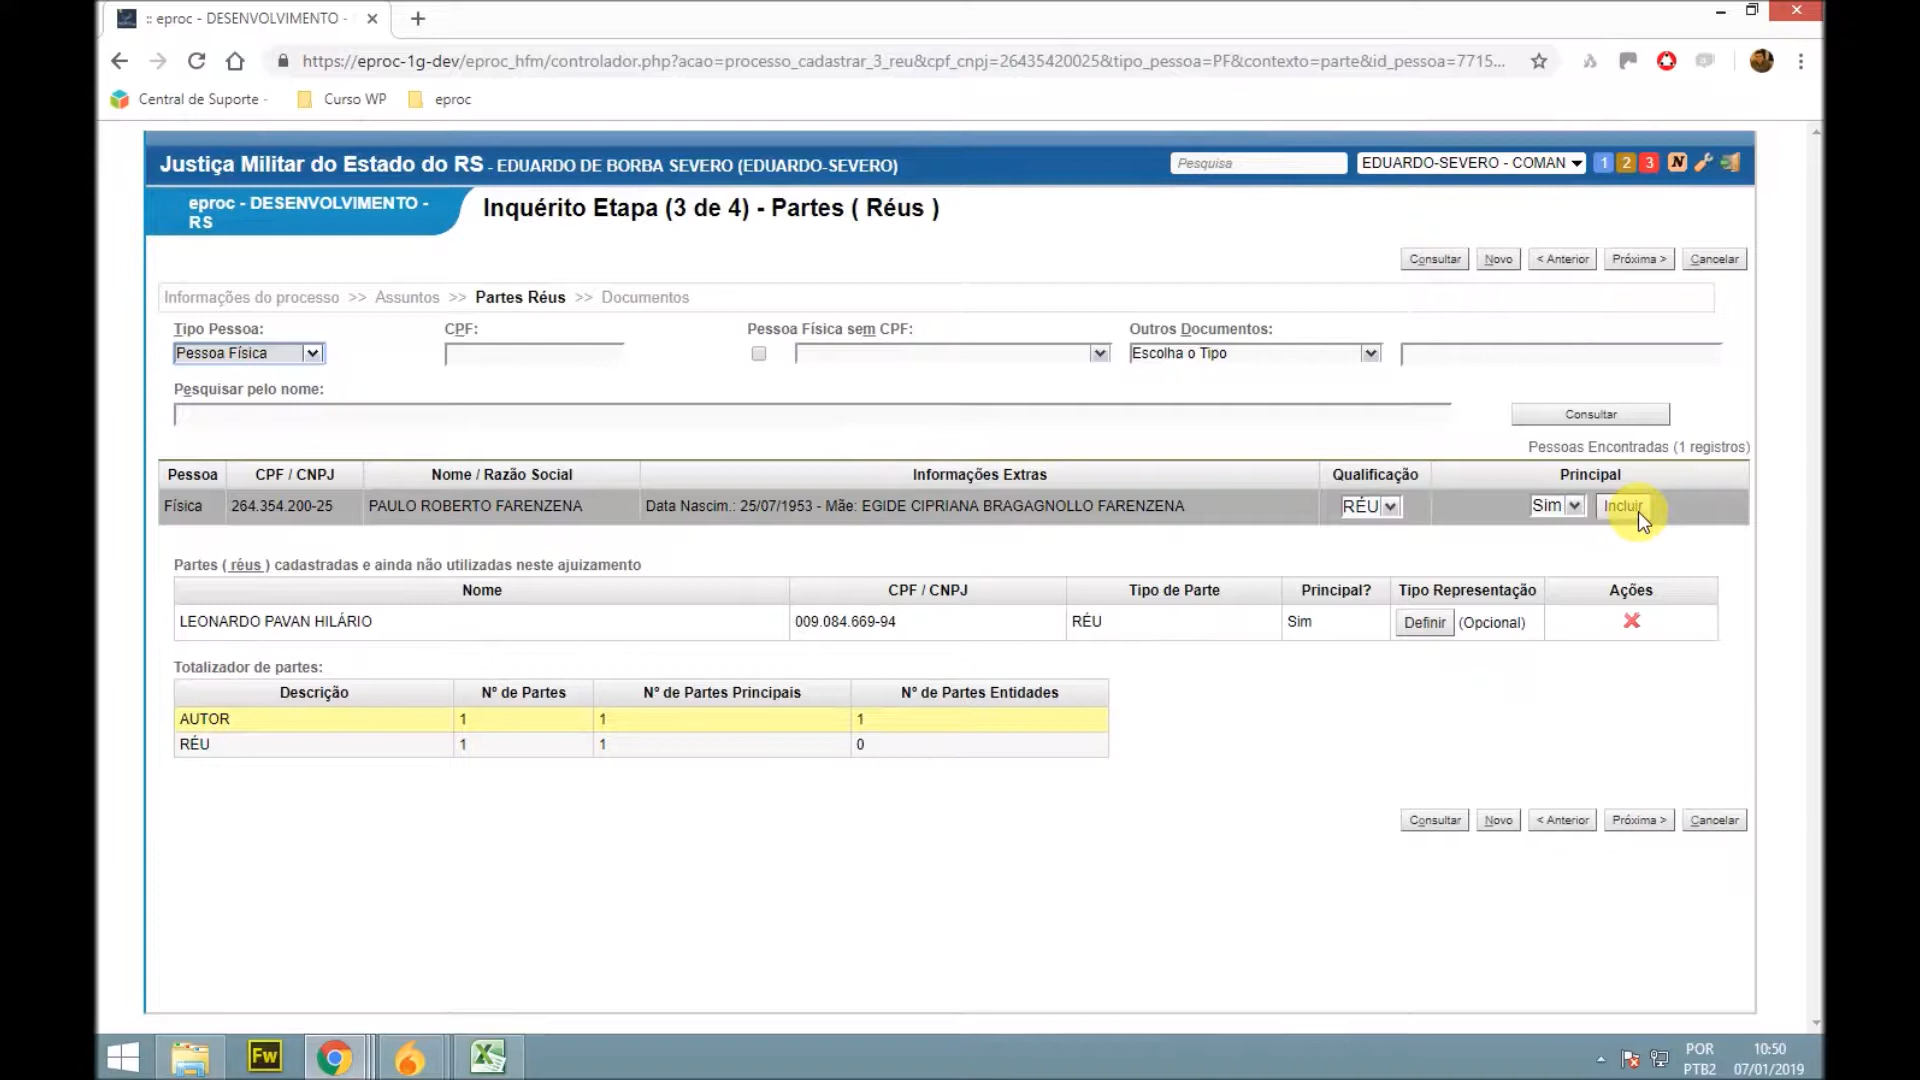 :: eproc - DESENVOLVIMENTO -
https://eproc-1g-dev/eproc_hfm/controlador.php?acao=processo_cadastrar_3_reu&cpf_cnpj=26435420025&tipo_pessoa=PF&contexto=parte&id_pessoa=7715...
Central de Suporte -
Curso WP
eproc
Justiça Militar do Estado do RS - EDUARDO DE BORBA SEVERO (EDUARDO-SEVERO)
Pesquisa
EDUARDO-SEVERO - COMAN
1 2 3 N
eproc - DESENVOLVIMENTO -
RS
Inquérito Etapa (3 de 4) - Partes ( Réus )
Consultar Novo < Anterior Próxima > Cancelar
Informações do processo >> Assuntos >> Partes Réus >> Documentos
Tipo Pessoa: CPF: Pessoa Física sem CPF: Outros Documentos:
Pessoa Física Escolha o Tipo
Pesquisar pelo nome:
Consultar
Pessoas Encontradas (1 registros)
Pessoa CPF / CNPJ Nome / Razão Social Informações Extras Qualificação Principal
Física 264.354.200-25 PAULO ROBERTO FARENZENA Data Nascim.: 25/07/1953 - Mãe: EGIDE CIPRIANA BRAGAGNOLLO FARENZENA RÉU Sim Incluir
Partes ( réus ) cadastradas e ainda não utilizadas neste ajuizamento
Nome CPF / CNPJ Tipo de Parte Principal? Tipo Representação Ações
LEONARDO PAVAN HILÁRIO 009.084.669-94 RÉU Sim Definir (Opcional)
Totalizador de partes:
Descrição Nº de Partes Nº de Partes Principais Nº de Partes Entidades
AUTOR 1 1 1
RÉU 1 1 0
Consultar Novo < Anterior Próxima > Cancelar
Fw
POR 10:50
PTB2 07/01/2019